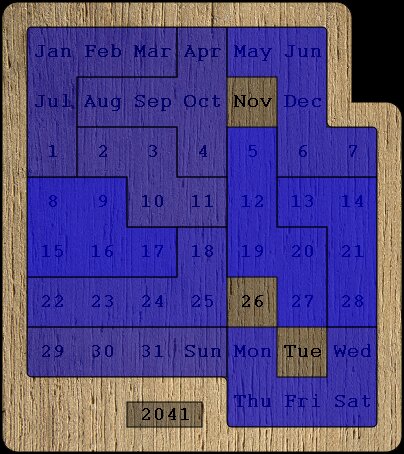 Jan Feb Mar Apr May Jun
Jul Aug Sep Oct Nov Dec
1 2 3 4 5 6 7
8 9 10 11 12 13 14
15 16 17 18 19 20 21
22 23 24 25 26 27 28
29 30 31 Sun Mon Tue Wed
Thu Fri Sat
2041